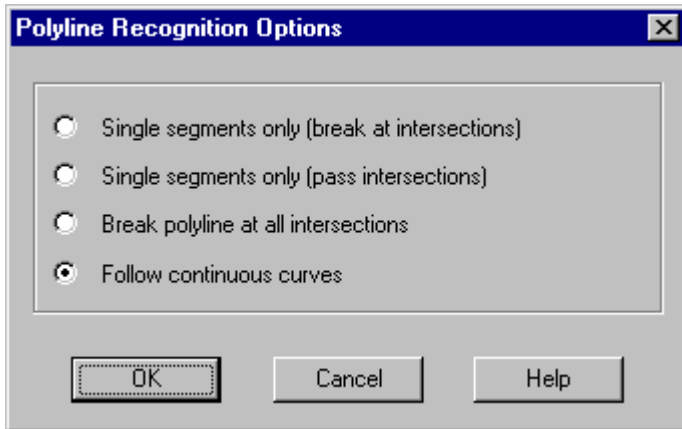 Polyline Recognition Options
Single segments only (break at intersections)
Single segments only (pass intersections)
Break polyline at all intersections
Follow continuous curves
OK Cancel Help